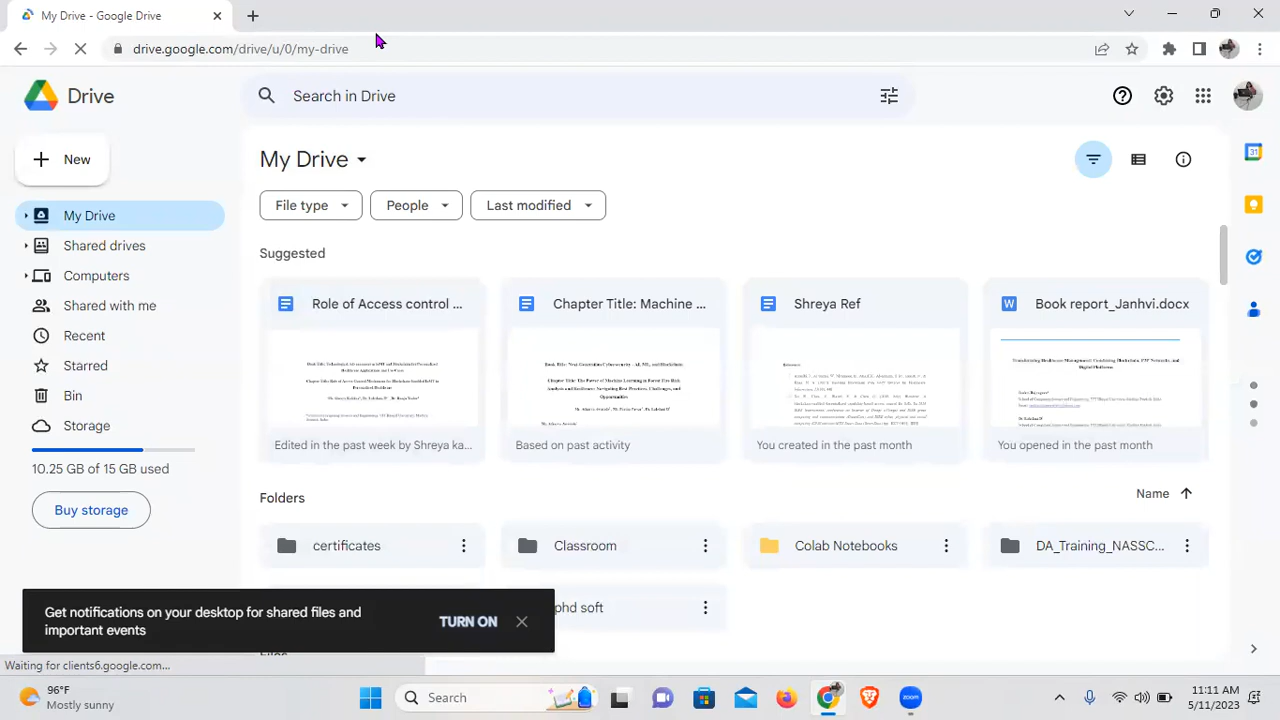 My Drive - Google Drive
drive.google.com/drive/u/0/my-drive
Drive
Search in Drive
New
My Drive
File type
People
Last modified
My Drive
Shared drives
Computers
Shared with me
Recent
Starred
Bin
Storage
10.25 GB of 15 GB used
Buy storage
Suggested
Role of Access control ...
Chapter Title: Machine ...
Shreya Ref
Book report_Janhvi.docx
Edited in the past week by Shreya ka...
Based on past activity
You created in the past month
You opened in the past month
Folders
Name
certificates
Classroom
Colab Notebooks
DA_Training_NASSC...
phd soft
Get notifications on your desktop for shared files and
important events
TURN ON
Waiting for clients6.google.com...
96°F
Mostly sunny
Search
zoom
11:11 AM
5/11/2023
31